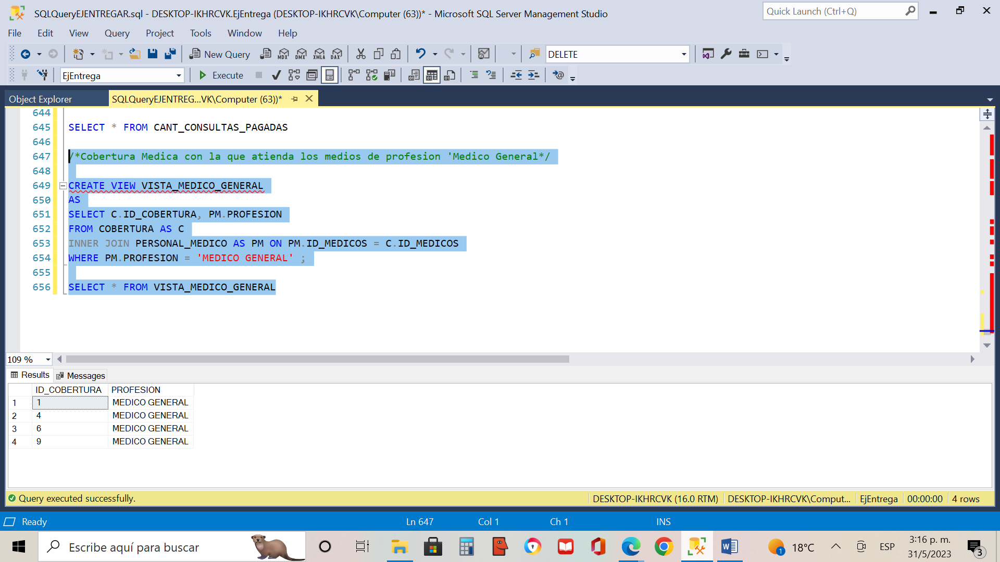 SQLQueryEJENTREGAR.sql - DESKTOP-IKHRCVK.EjEntrega (DESKTOP-IKHRCVK\Computer (63))* - Microsoft SQL Server Management Studio
Quick Launch (Ctrl+Q)
File Edit View Query Project Tools Window Help
New Query MDX DMX XMLA DAX DELETE
EjEntrega Execute
Object Explorer SQLQueryEJENTREG...VK\Computer (63))*
644
645 SELECT * FROM CANT_CONSULTAS_PAGADAS
646
647 /*Cobertura Medica con la que atienda los medios de profesion 'Medico General*/
648
649 CREATE VIEW VISTA_MEDICO_GENERAL
650 AS
651 SELECT C.ID_COBERTURA, PM.PROFESION
652 FROM COBERTURA AS C
653 INNER JOIN PERSONAL_MEDICO AS PM ON PM.ID_MEDICOS = C.ID_MEDICOS
654 WHERE PM.PROFESION = 'MEDICO GENERAL' ;
655
656 SELECT * FROM VISTA_MEDICO_GENERAL
109 %
Results Messages
ID_COBERTURA PROFESION
1 1 MEDICO GENERAL
2 4 MEDICO GENERAL
3 6 MEDICO GENERAL
4 9 MEDICO GENERAL
Query executed successfully. DESKTOP-IKHRCVK (16.0 RTM) DESKTOP-IKHRCVK\Comput... EjEntrega 00:00:00 4 rows
Ready Ln 647 Col 1 Ch 1 INS
Escribe aquí para buscar 1 18°C ESP 3:16 p. m.
31/5/2023 3